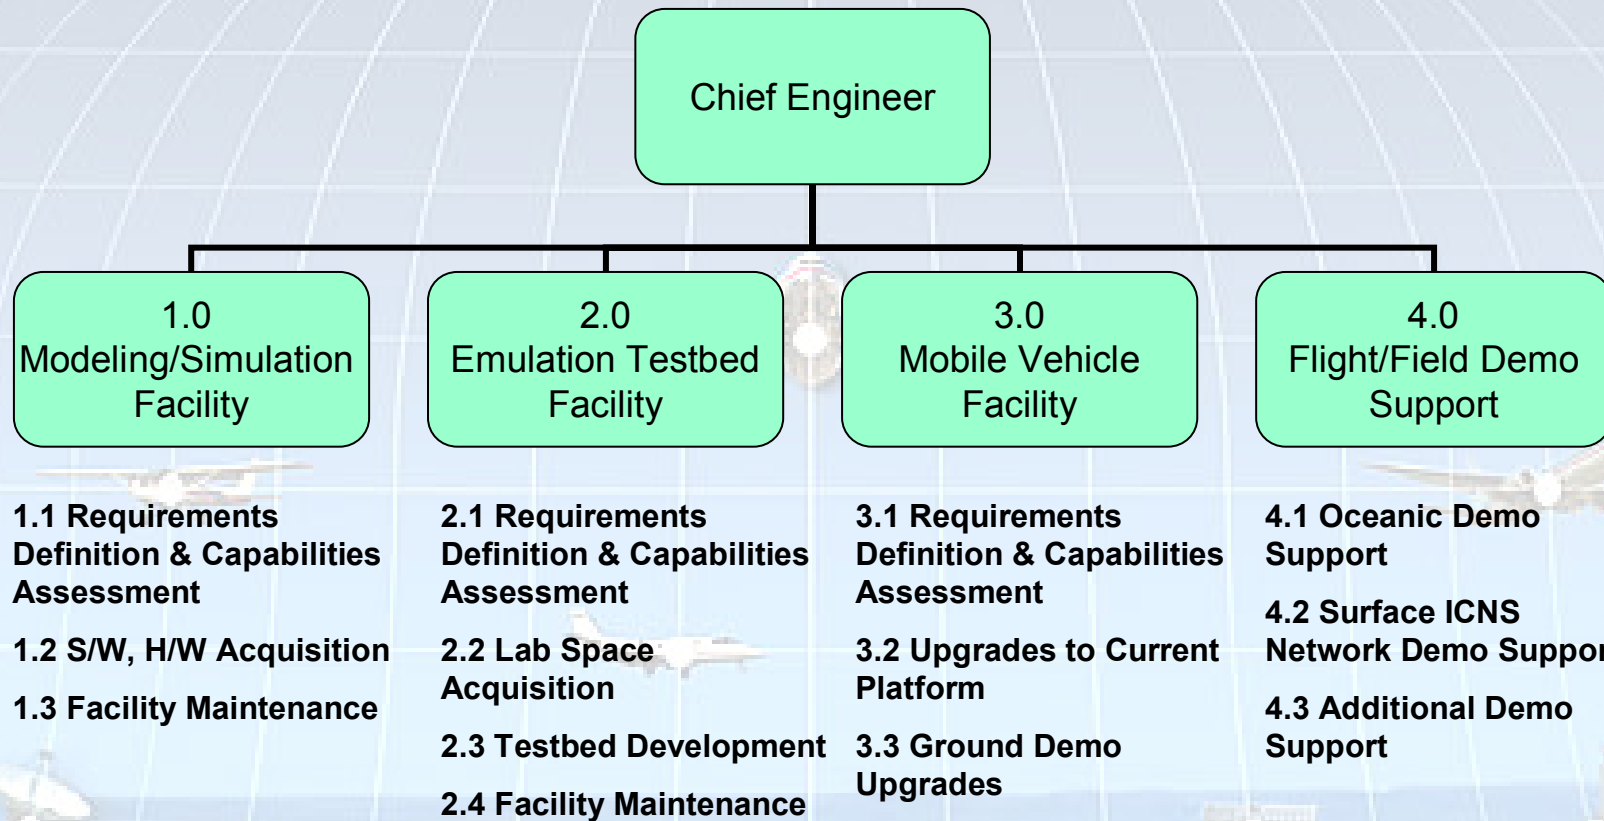 Chief Engineer
1.0
Modeling/Simulation
Facility
2.0
Emulation Testbed
Facility
3.0
Mobile Vehicle
Facility
4.0
Flight/Field Demo
Support
1.1 Requirements
Definition & Capabilities
Assessment
1.2 S/W, H/W Acquisition
1.3 Facility Maintenance
2.1 Requirements
Definition & Capabilities
Assessment
2.2 Lab Space
Acquisition
2.3 Testbed Development
2.4 Facility Maintenance
3.1 Requirements
Definition & Capabilities
Assessment
3.2 Upgrades to Current
Platform
3.3 Ground Demo
Upgrades
4.1 Oceanic Demo
Support
4.2 Surface ICNS
Network Demo Suppor
4.3 Additional Demo
Support